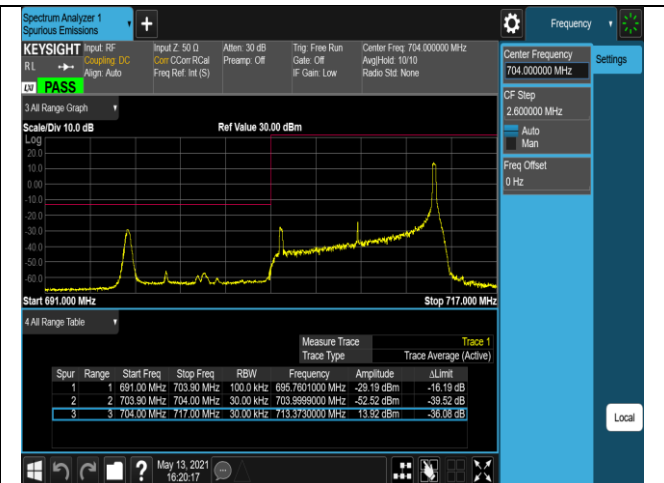 Spectrum Analyzer 1
Spurious Emissions
Frequency
KEYSIGHT
RL
Input: RF
Coupling: DC
Align: Auto
Input Z: 50 Ω
Corr CCorr RCal
Freq Ref: Int (S)
Atten: 30 dB
Preamp: Off
Trig: Free Run
Gate: Off
IF Gain: Low
Center Freq: 704.000000 MHz
Avg|Hold: 10/10
Radio Std: None
LXI PASS
Center Frequency
704.000000 MHz
Settings
CF Step
2.600000 MHz
Auto
Man
Freq Offset
0 Hz
3 All Range Graph
Scale/Div 10.0 dB Ref Value 30.00 dBm
Log
20.0
10.0
0.00
-10.0
-20.0
-30.0
-40.0
-50.0
-60.0
Start 691.000 MHz Stop 717.000 MHz
4 All Range Table
Measure Trace Trace 1
Trace Type Trace Average (Active)
Spur Range Start Freq Stop Freq RBW Frequency Amplitude ΔLimit
1 1 691.00 MHz 703.90 MHz 100.0 kHz 695.7601000 MHz -29.19 dBm -16.19 dB
2 2 703.90 MHz 704.00 MHz 30.00 kHz 703.9999000 MHz -52.52 dBm -39.52 dB
3 3 704.00 MHz 717.00 MHz 30.00 kHz 713.3730000 MHz 13.92 dBm -36.08 dB
Local
?
May 13, 2021
16:20:17